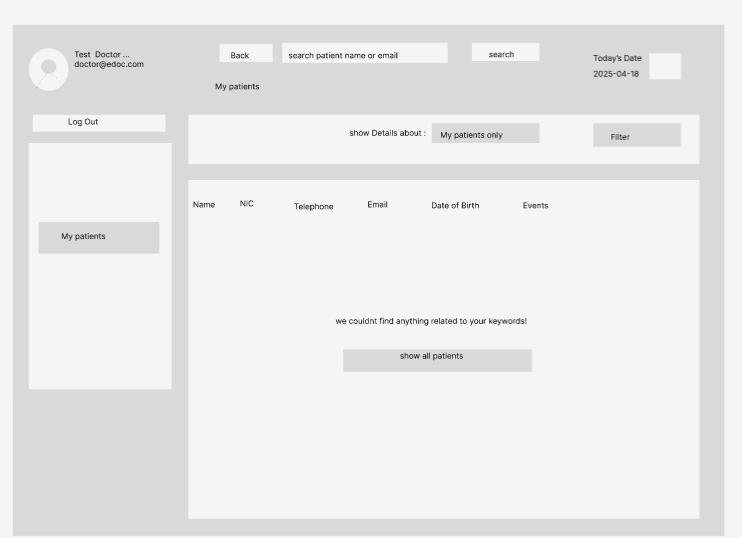 Test Doctor ...
doctor@edoc.com
Back
search patient name or email
search
Today's Date
2025-04-18
My patients
Log Out
show Details about :
My patients only
Filter
Name NIC Telephone Email Date of Birth Events
My patients
we couldnt find anything related to your keywords!
show all patients